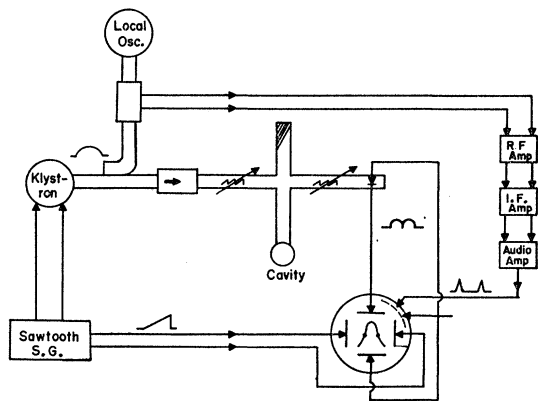 Local
Osc.
R.F
Amp
Klyst-
ron
I.F.
Amp
Audio
Amp
Cavity
Sawtooth
S.G.